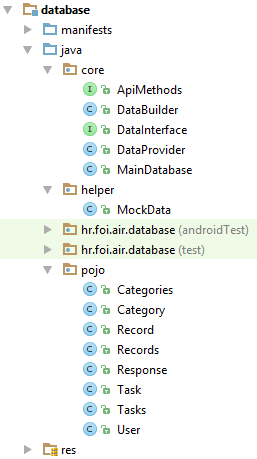 database
manifests
java
core
ApiMethods
DataBuilder
DataInterface
DataProvider
MainDatabase
helper
MockData
hr.foi.air.database (androidTest)
hr.foi.air.database (test)
pojo
Categories
Category
Record
Records
Response
Task
Tasks
User
res